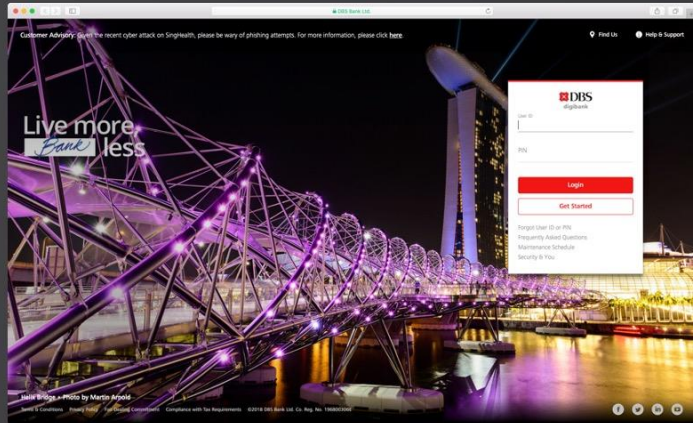 DBS Bank Ltd.
Customer Advisory: Given the recent cyber attack on SingHealth, please be wary of phishing attempts. For more information, please click here.
Find Us
Help & Support
Live more,
Bank less
DBS
digibank
User ID
PIN
Login
Get Started
Forgot User ID or PIN
Frequently Asked Questions
Maintenance Schedule
Security & You
Helix Bridge • Photo by Martin Arnold
Terms & Conditions Privacy Policy Fair Dealing Commitment Compliance with Tax Requirements ©2018 DBS Bank Ltd. Co. Reg. No.